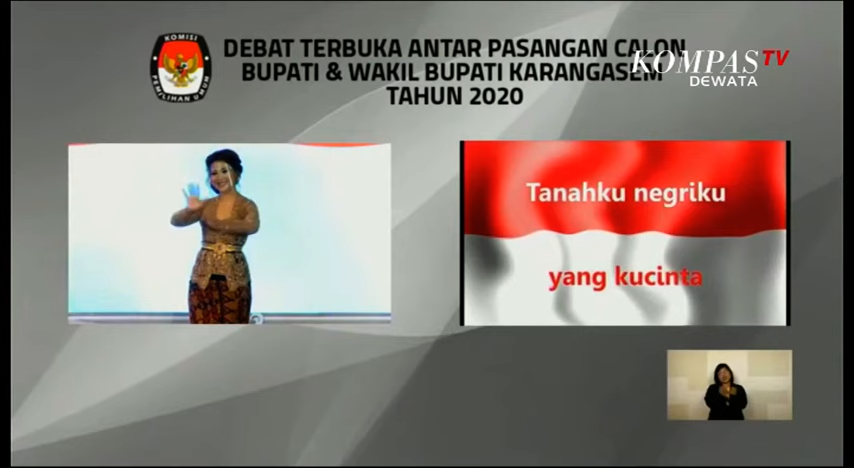 KOMISI
PEMILIHAN UMUM
DEBAT TERBUKA ANTAR PASANGAN CALON
BUPATI & WAKIL BUPATI KARANGASEM
TAHUN 2020
KOMPAS TV
DEWATA
Tanahku negriku
yang kucinta